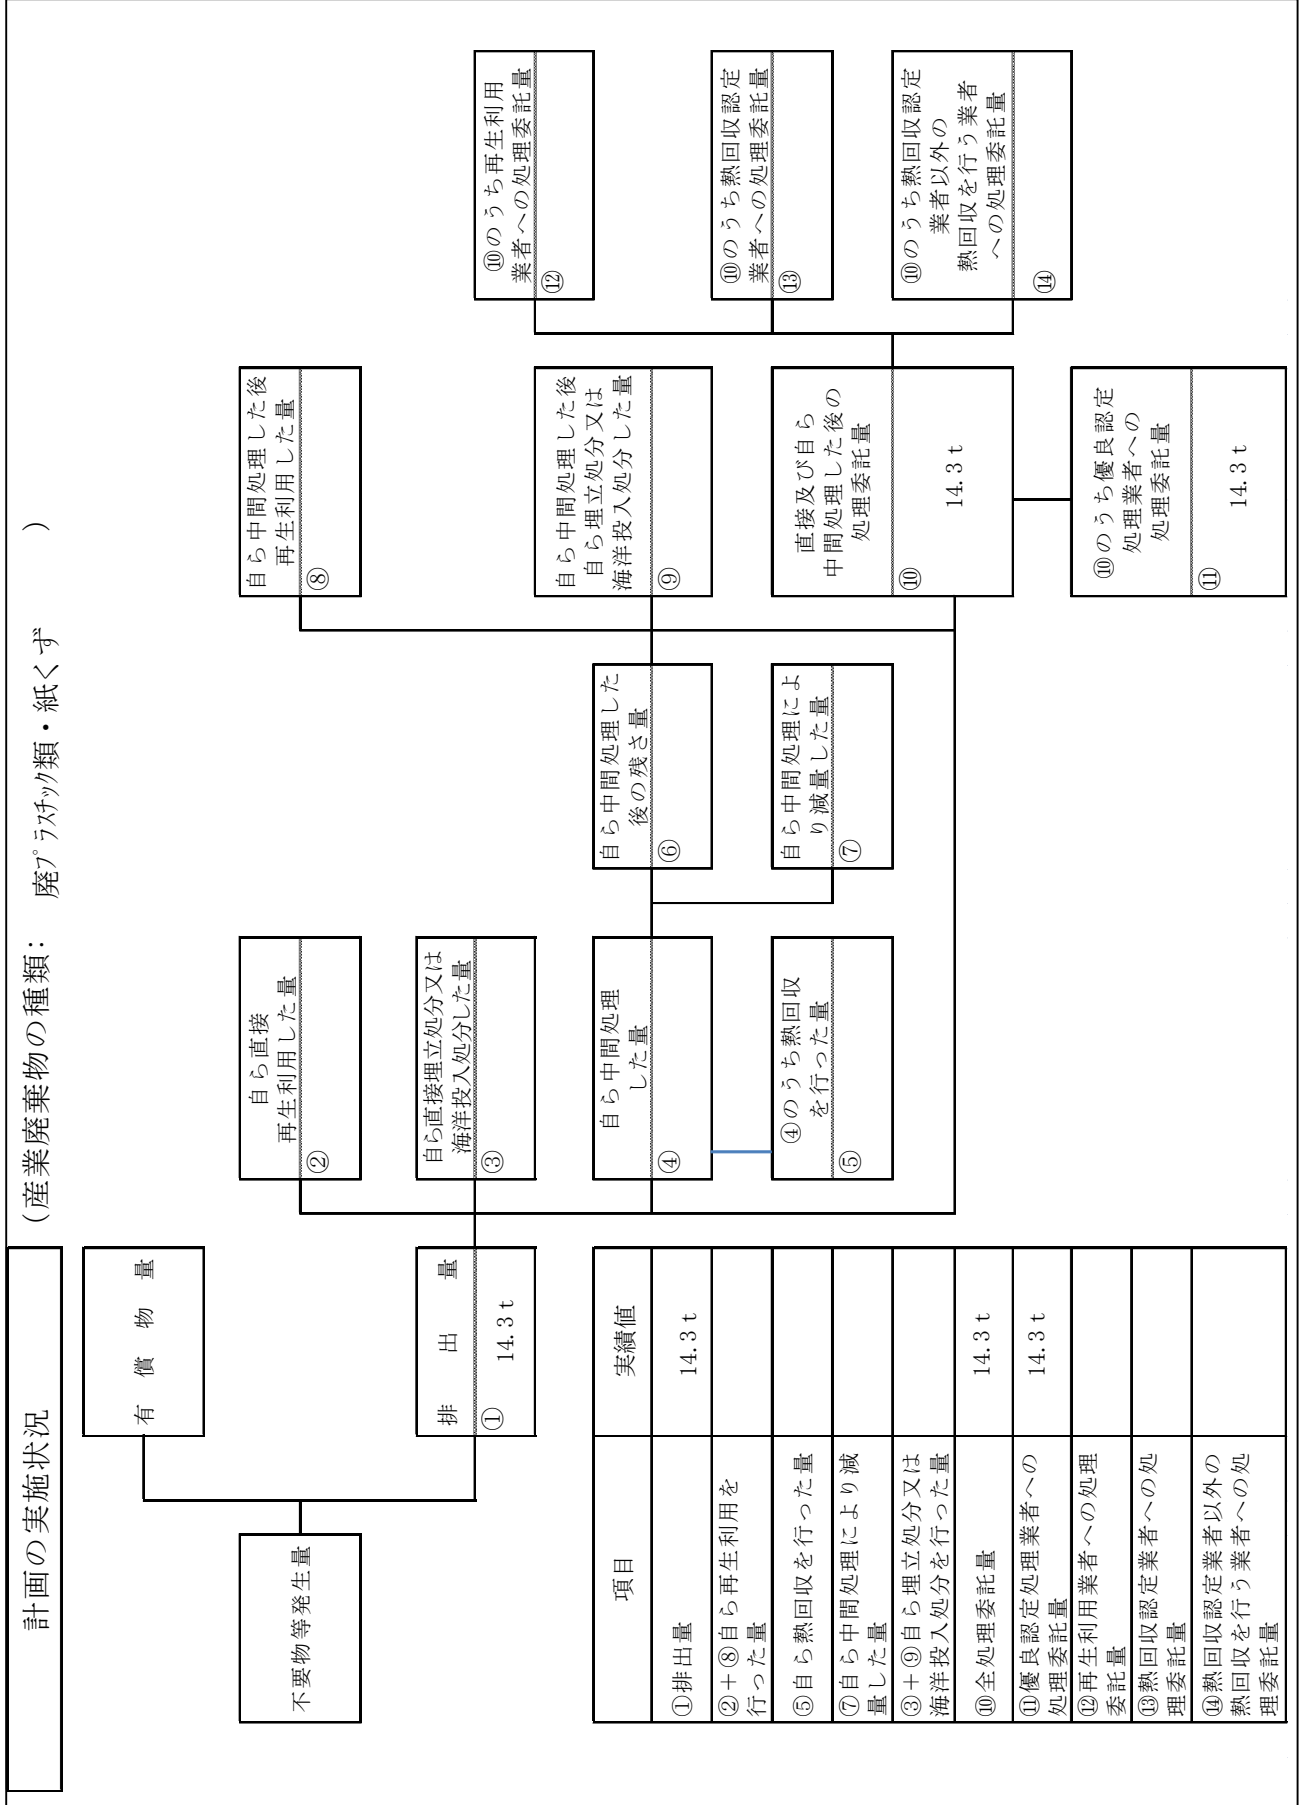 計画の実施状況
(産業廃棄物の種類： 廃プラスチック類・紙くず )
有償物量
不要物等発生量
排出量
①
14.3ｔ
自ら直接
再生利用した量
②
自ら直接埋立処分又は
海洋投入処分した量
③
自ら中間処理
した量
④
④のうち熱回収
を行った量
⑤
自ら中間処理した
後の残さ量
⑥
自ら中間処理によ
り減量した量
⑦
自ら中間処理した後
再生利用した量
⑧
自ら中間処理した後
自ら埋立処分又は
海洋投入処分した量
⑨
直接及び自ら
中間処理した後の
処理委託量
⑩
14.3ｔ
⑩のうち優良認定
処理業者への
処理委託量
⑪
14.3ｔ
⑩のうち再生利用
業者への処理委託量
⑫
⑩のうち熱回収認定
業者への処理委託量
⑬
⑩のうち熱回収認定
業者以外の
熱回収を行う業者
への処理委託量
⑭
項目 実績値
①排出量 14.3ｔ
②＋⑧自ら再生利用を
行った量
⑤自ら熱回収を行った量
⑦自ら中間処理により減
量した量
③＋⑨自ら埋立処分又は
海洋投入処分を行った量
⑩全処理委託量 14.3ｔ
⑪優良認定処理業者への
処理委託量 14.3ｔ
⑫再生利用業者への処理
委託量
⑬熱回収認定業者への処
理委託量
⑭熱回収認定業者以外の
熱回収を行う業者への処
理委託量